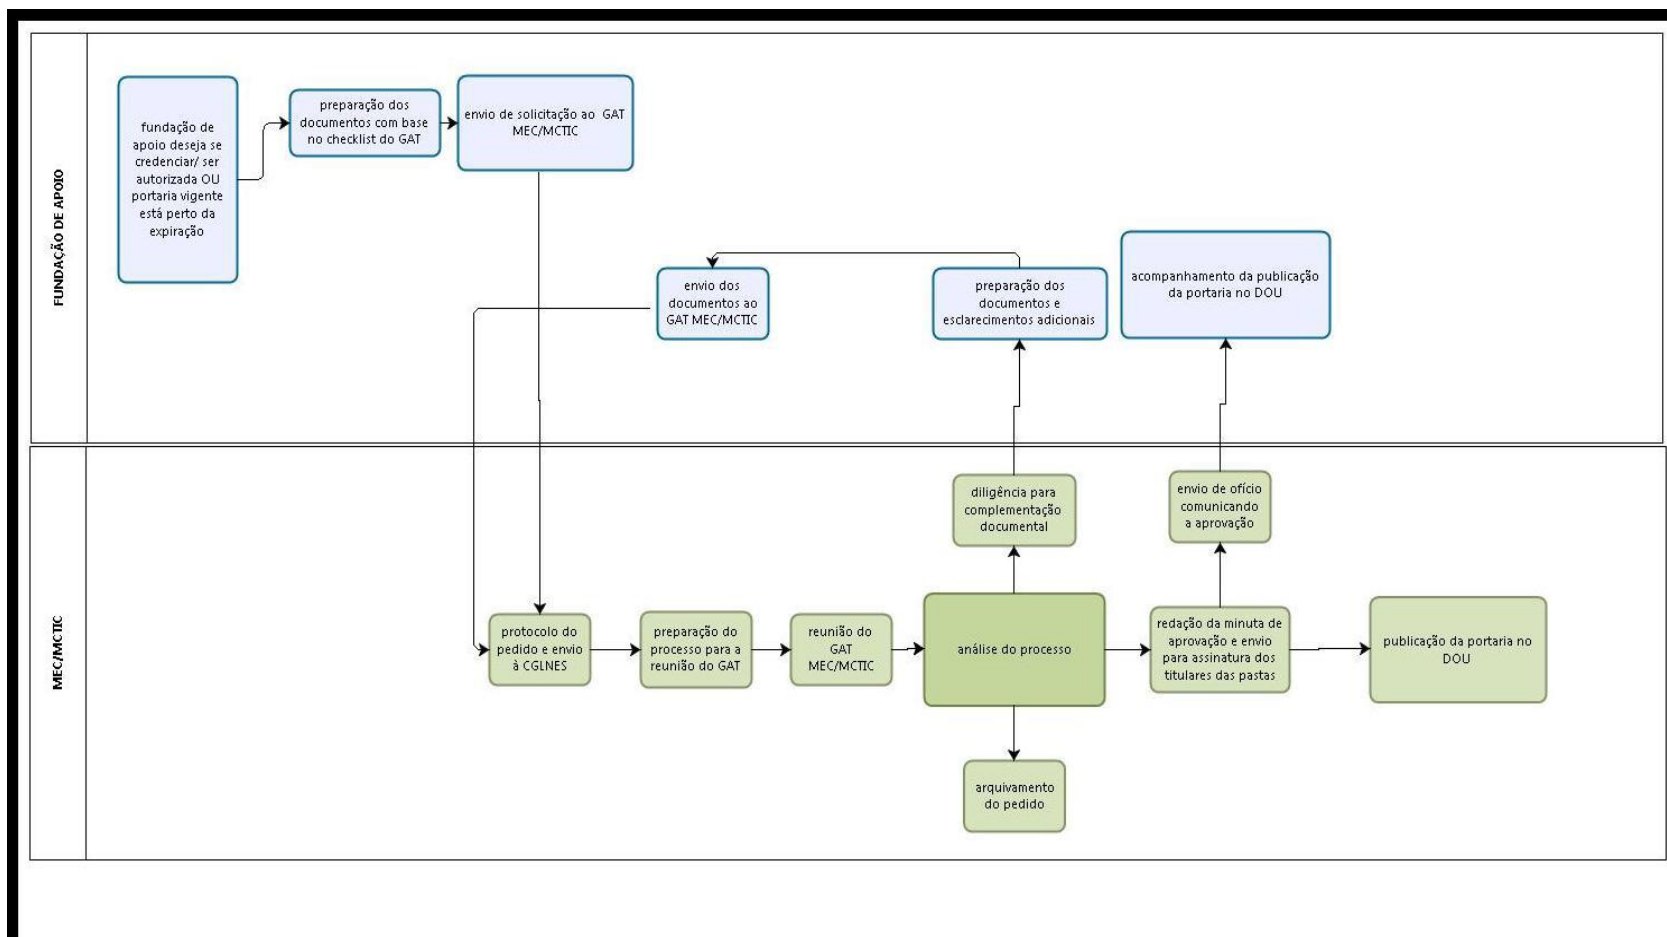 FUNDAÇÃO DE APOIO
fundação de
apoio deseja se
credenciar/ ser
autorizada OU
portaria vigente
está perto da
expiração
preparação dos
documentos com base
no checklist do GAT
envio de solicitação ao GAT
MEC/MCTIC
envio dos
documentos ao
GAT MEC/MCTIC
preparação dos
documentos e
esclarecimentos adicionais
acompanhamento da publicação
da portaria no DOU
MEC/MCTIC
diligência para
complementação
documental
envio de ofício
comunicando
a aprovação
protocolo do
pedido e envio
à CGLNES
preparação do
processo para a
reunião do GAT
reunião do
GAT
MEC/MCTIC
análise do processo
redação da minuta de
aprovação e envio
para assinatura dos
titulares das pastas
publicação da portaria no
DOU
arquivamento
do pedido